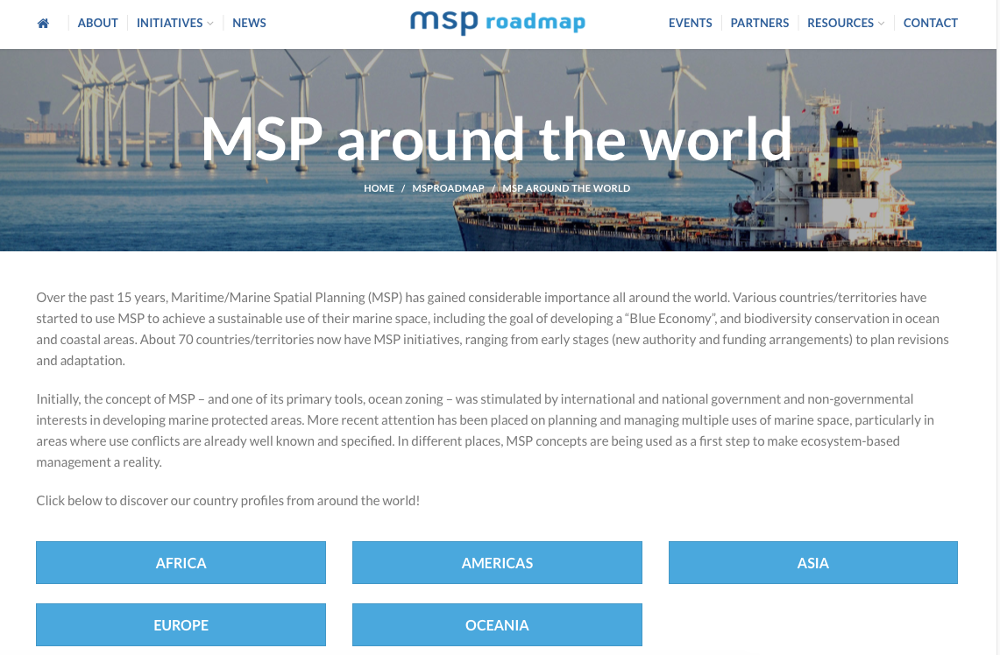 ABOUT INITIATIVES NEWS msp roadmap EVENTS PARTNERS RESOURCES CONTACT
MSP around the world
HOME / MSPROADMAP / MSP AROUND THE WORLD
Over the past 15 years, Maritime/Marine Spatial Planning (MSP) has gained considerable importance all around the world. Various countries/territories have
started to use MSP to achieve a sustainable use of their marine space, including the goal of developing a “Blue Economy”, and biodiversity conservation in ocean
and coastal areas. About 70 countries/territories now have MSP initiatives, ranging from early stages (new authority and funding arrangements) to plan revisions
and adaptation.
Initially, the concept of MSP – and one of its primary tools, ocean zoning – was stimulated by international and national government and non-governmental
interests in developing marine protected areas. More recent attention has been placed on planning and managing multiple uses of marine space, particularly in
areas where use conflicts are already well known and specified. In different places, MSP concepts are being used as a first step to make ecosystem-based
management a reality.
Click below to discover our country profiles from around the world!
AFRICA AMERICAS ASIA
EUROPE OCEANIA